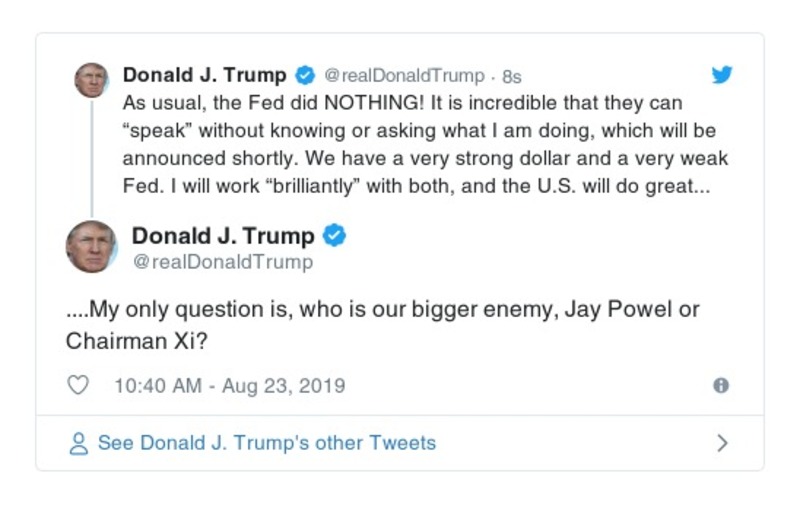 Donald J. Trump @realDonaldTrump · 8s
As usual, the Fed did NOTHING! It is incredible that they can
“speak” without knowing or asking what I am doing, which will be
announced shortly. We have a very strong dollar and a very weak
Fed. I will work “brilliantly” with both, and the U.S. will do great...
Donald J. Trump
@realDonaldTrump
....My only question is, who is our bigger enemy, Jay Powel or
Chairman Xi?
10:40 AM - Aug 23, 2019
See Donald J. Trump's other Tweets